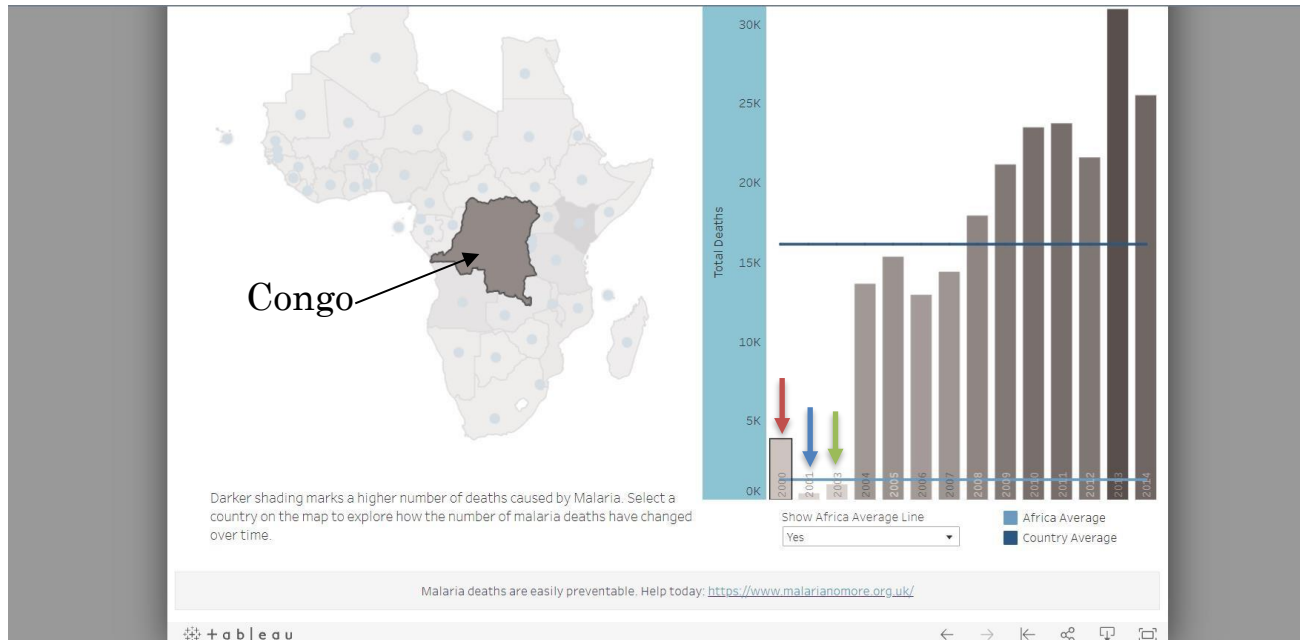 30K
25K
20K
15K
10K
5K
0K
Total Deaths
Congo
2000
2001
2003
2004
2005
2006
2007
2008
2009
2010
2011
2012
2013
2014
Darker shading marks a higher number of deaths caused by Malaria. Select a
country on the map to explore how the number of malaria deaths have changed
over time.
Show Africa Average Line
Yes
Africa Average
Country Average
Malaria deaths are easily preventable. Help today: https://www.malarianomore.org.uk/
+ableau